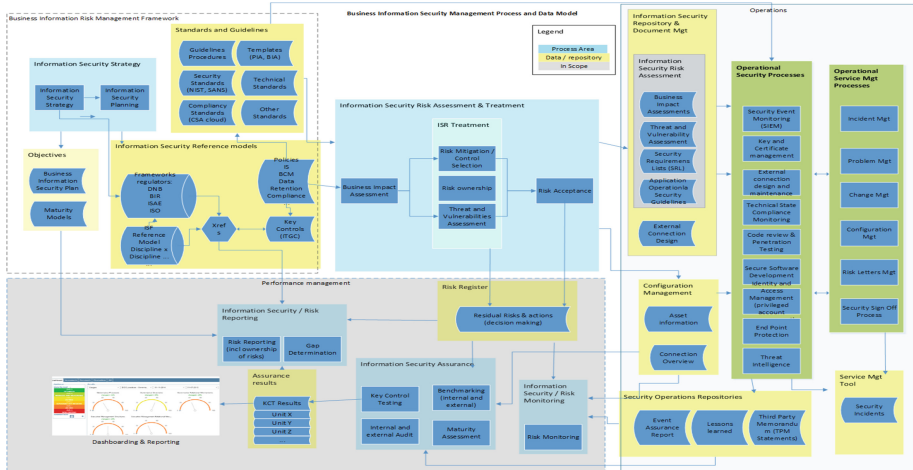 Business Information Risk Management Framework
Business Information Security Management Process and Data Model
Operations
Legend
Process Area
Data / repository
In Scope
Information Security Strategy
Information
Security
Strategy
Information
Security
Planning
Objectives
Business
Information
Security Plan
Maturity
Models
Standards and Guidelines
Guidelines
Procedures
Templates
(PIA, BIA)
Security
Standards
(NIST, SANS)
Technical
Standards
Compliancy
Standards
(CSA cloud)
Other
Standards
Information Security Reference models
Frameworks
regulators:
DNB
BIR
ISAE
ISO
ISF
Reference
Model
Discipline x
Discipline ...
Xref
s
Policies
IS
BCM
Data
Retention
Compliance
Key
Controls
(ITGC)
Information Security Risk Assessment & Treatment
ISR Treatment
Business Impact
Assessment
Risk Mitigation /
Control
Selection
Risk ownership
Threat and
Vulnerabilities
Assessment
Risk Acceptance
Information Security
Repository &
Document Mgt
Information
Security Risk
Assessment
Business
Impact
Assessments
Threat and
Vulnerability
Assessment
Security
Requiremens
Lists (SRL)
Application
Operationla
Security
Guidelines
External
Connection
Design
Operational
Security Processes
Security Event
Monitoring
(SIEM)
Key and
Certificate
management
External
connection
design and
maintenance
Technical State
Compliancy
Monitoring
Code review &
Penetration
Testing
Secure Software
Development
Identity and
Access
Management
(privileged
account
End Point
Protection
Threat
Intelligence
Operational
Service Mgt
Processes
Incident Mgt
Problem Mgt
Change Mgt
Configuration
Mgt
Risk Letters Mgt
Security Sign Off
Process
Performance management
Information Security / Risk
Reporting
Risk Reporting
(incl ownership
of risks)
Gap
Determination
Risk Register
Residual Risks & actions
(decision making)
Configuration
Management
Asset
Information
Connection
Overview
Assurance
results
KCT Results
Unit X
Unit Y
Unit Z
...
Information Security Assurance
Key Control
Testing
Benchmarking
(internal and
external)
Internal and
external Audit
Maturity
Assessment
Information
Security / Risk
Monitoring
Risk Monitoring
Security Operations Repositories
Event
Assurance
Report
Lessons
learned
Third Party
Memorandu
m (TPM
Statements)
Service Mgt
Tool
Security
Incidents
Dashboarding & Reporting